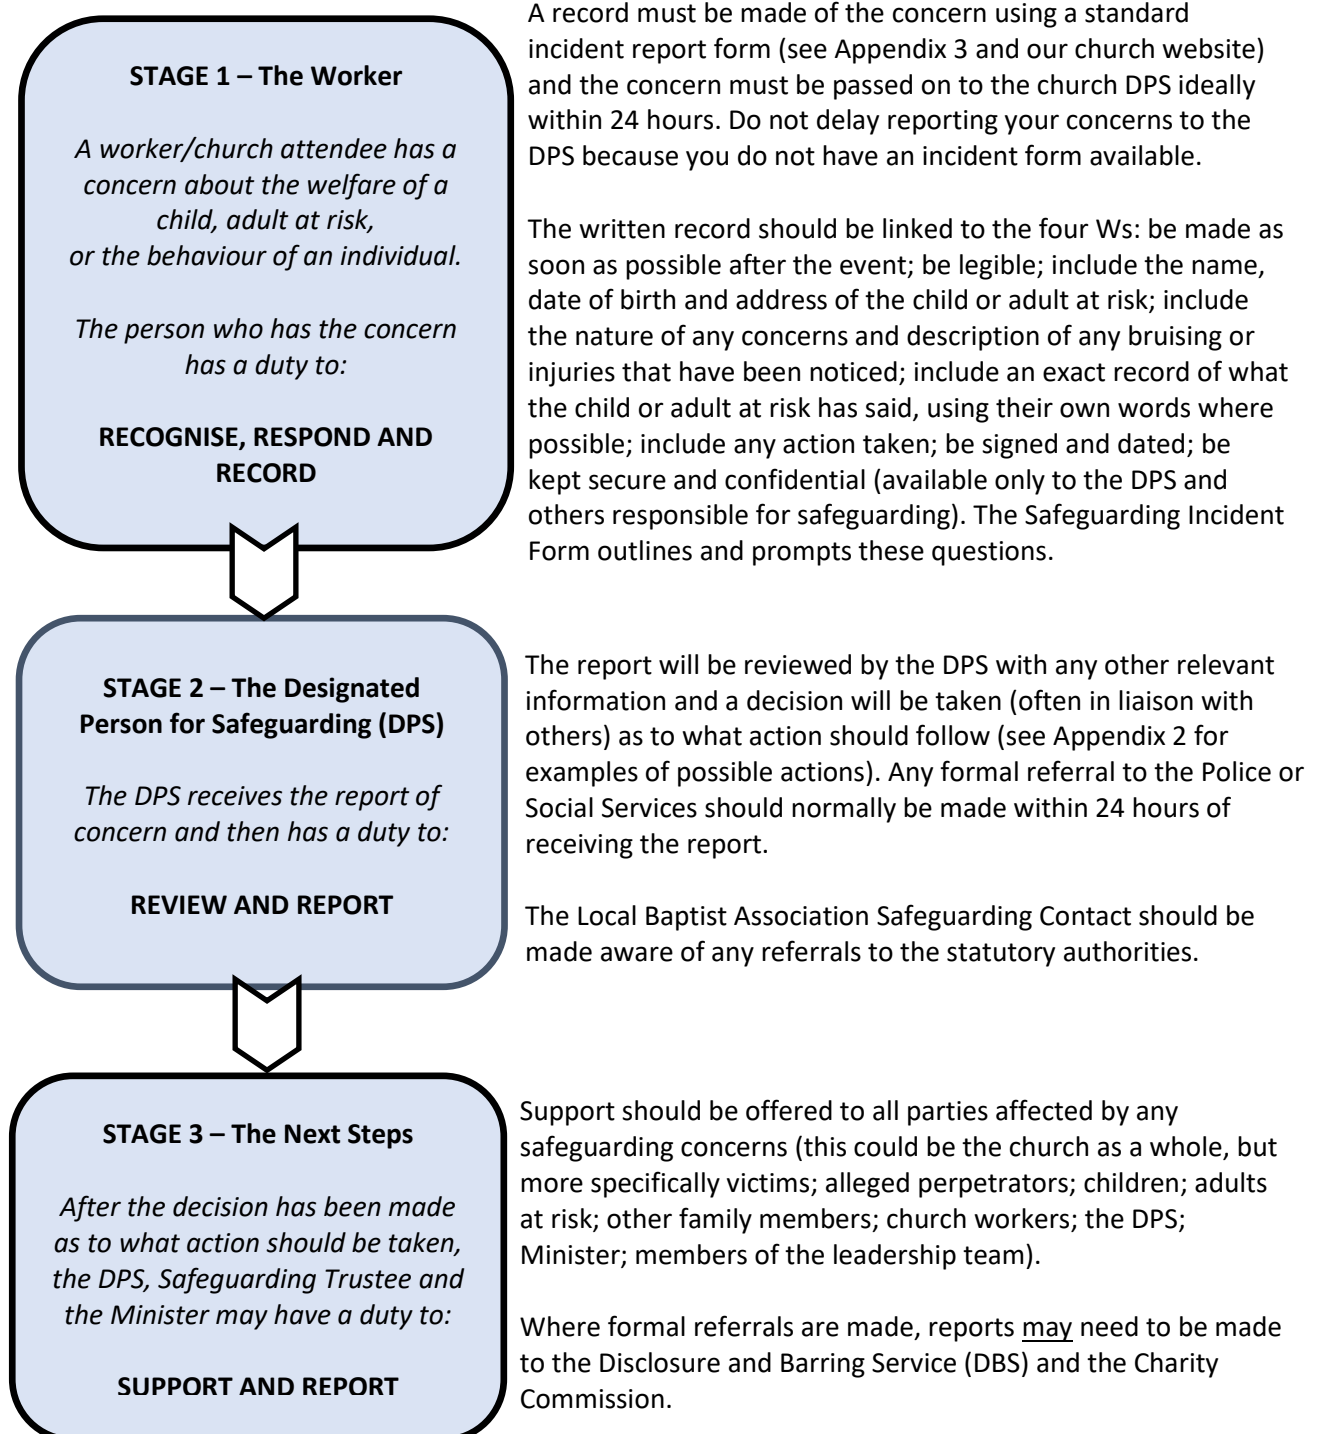 STAGE 1 – The Worker
A worker/church attendee has a
concern about the welfare of a
child, adult at risk,
or the behaviour of an individual.
The person who has the concern
has a duty to:
RECOGNISE, RESPOND AND
RECORD
A record must be made of the concern using a standard
incident report form (see Appendix 3 and our church website)
and the concern must be passed on to the church DPS ideally
within 24 hours. Do not delay reporting your concerns to the
DPS because you do not have an incident form available.
The written record should be linked to the four Ws: be made as
soon as possible after the event; be legible; include the name,
date of birth and address of the child or adult at risk; include
the nature of any concerns and description of any bruising or
injuries that have been noticed; include an exact record of what
the child or adult at risk has said, using their own words where
possible; include any action taken; be signed and dated; be
kept secure and confidential (available only to the DPS and
others responsible for safeguarding). The Safeguarding Incident
Form outlines and prompts these questions.
STAGE 2 – The Designated
Person for Safeguarding (DPS)
The DPS receives the report of
concern and then has a duty to:
REVIEW AND REPORT
The report will be reviewed by the DPS with any other relevant
information and a decision will be taken (often in liaison with
others) as to what action should follow (see Appendix 2 for
examples of possible actions). Any formal referral to the Police or
Social Services should normally be made within 24 hours of
receiving the report.
The Local Baptist Association Safeguarding Contact should be
made aware of any referrals to the statutory authorities.
STAGE 3 – The Next Steps
After the decision has been made
as to what action should be taken,
the DPS, Safeguarding Trustee and
the Minister may have a duty to:
SUPPORT AND REPORT
Support should be offered to all parties affected by any
safeguarding concerns (this could be the church as a whole, but
more specifically victims; alleged perpetrators; children; adults
at risk; other family members; church workers; the DPS;
Minister; members of the leadership team).
Where formal referrals are made, reports may need to be made
to the Disclosure and Barring Service (DBS) and the Charity
Commission.